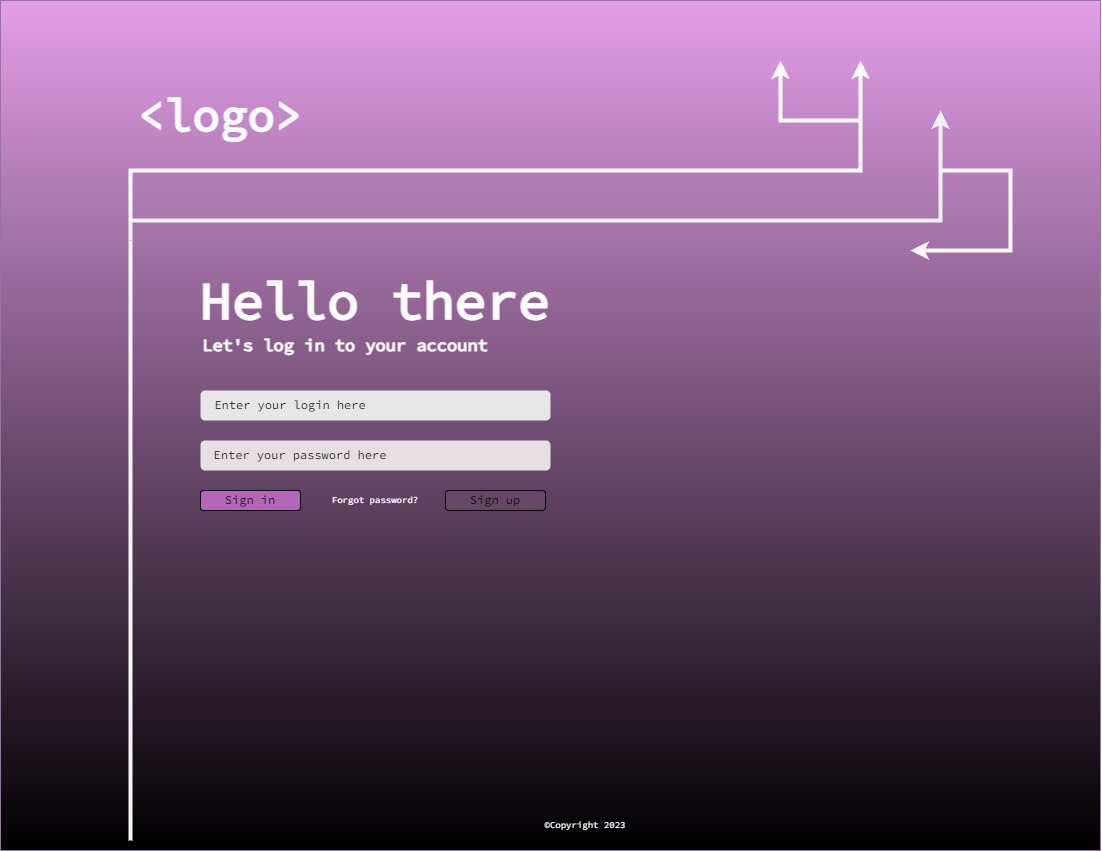 <logo>
Hello there
Let's log in to your account
Enter your login here
Enter your password here
Sign in Forgot password? Sign up
©Copyright 2023